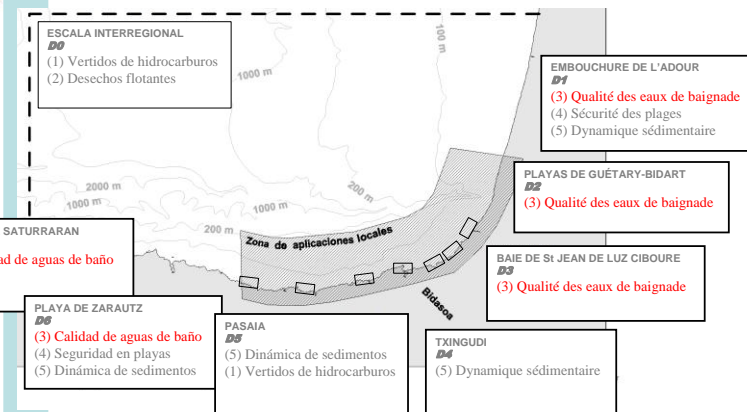 ESCALA INTERREGIONAL
D0
(1) Vertidos de hidrocarburos
(2) Desechos flotantes
100 m
1000 m
EMBOUCHURE DE L'ADOUR
D1
(3) Qualité des eaux de baignade
(4) Sécurité des plages
(5) Dynamique sédimentaire
2000 m
1000 m
200 m
1000 m
200 m
PLAYAS DE GUÉTARY-BIDART
D2
(3) Qualité des eaux de baignade
Zona de aplicaciones locales
SATURRARAN
ad de aguas de baño
BAIE DE St JEAN DE LUZ CIBOURE
D3
(3) Qualité des eaux de baignade
Bidasoa
PLAYA DE ZARAUTZ
D6
(3) Calidad de aguas de baño
(4) Seguridad en playas
(5) Dinámica de sedimentos
PASAIA
D5
(5) Dinámica de sedimentos
(1) Vertidos de hidrocarburos
TXINGUDI
D4
(5) Dynamique sédimentaire